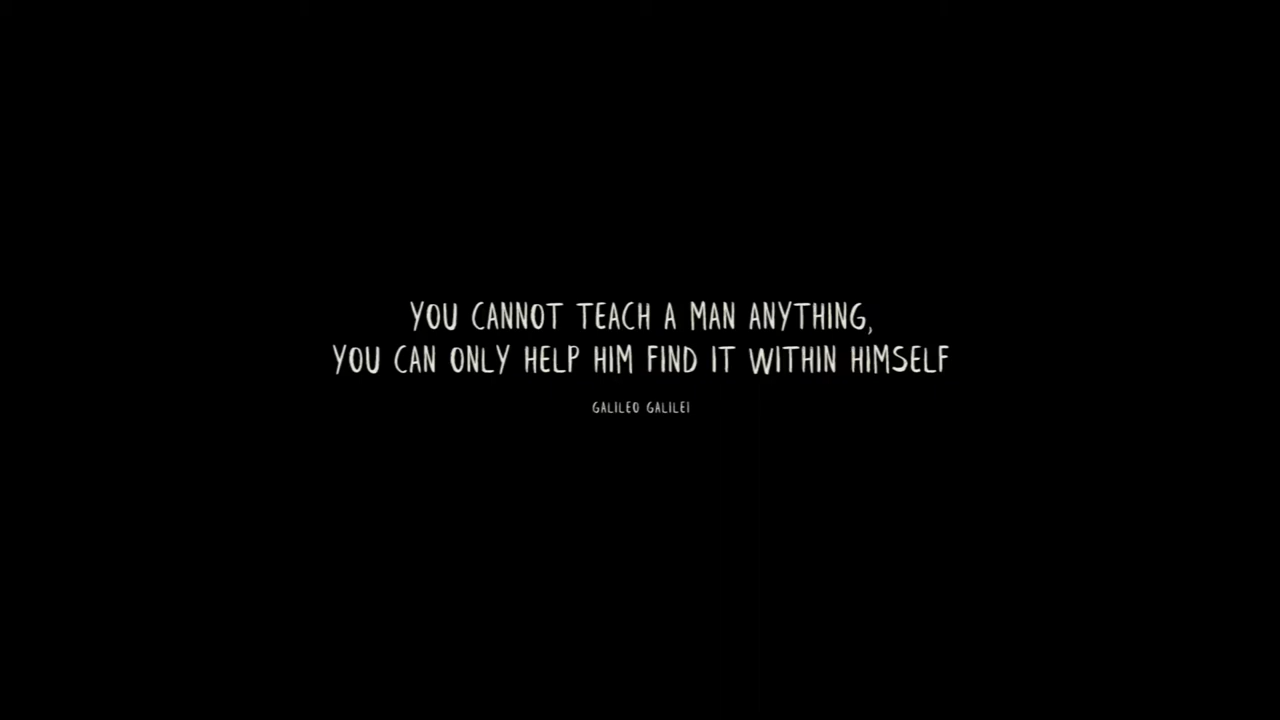 YOU CANNOT TEACH A MAN ANYTHING,
YOU CAN ONLY HELP HIM FIND IT WITHIN HIMSELF
GALILEO GALILEI